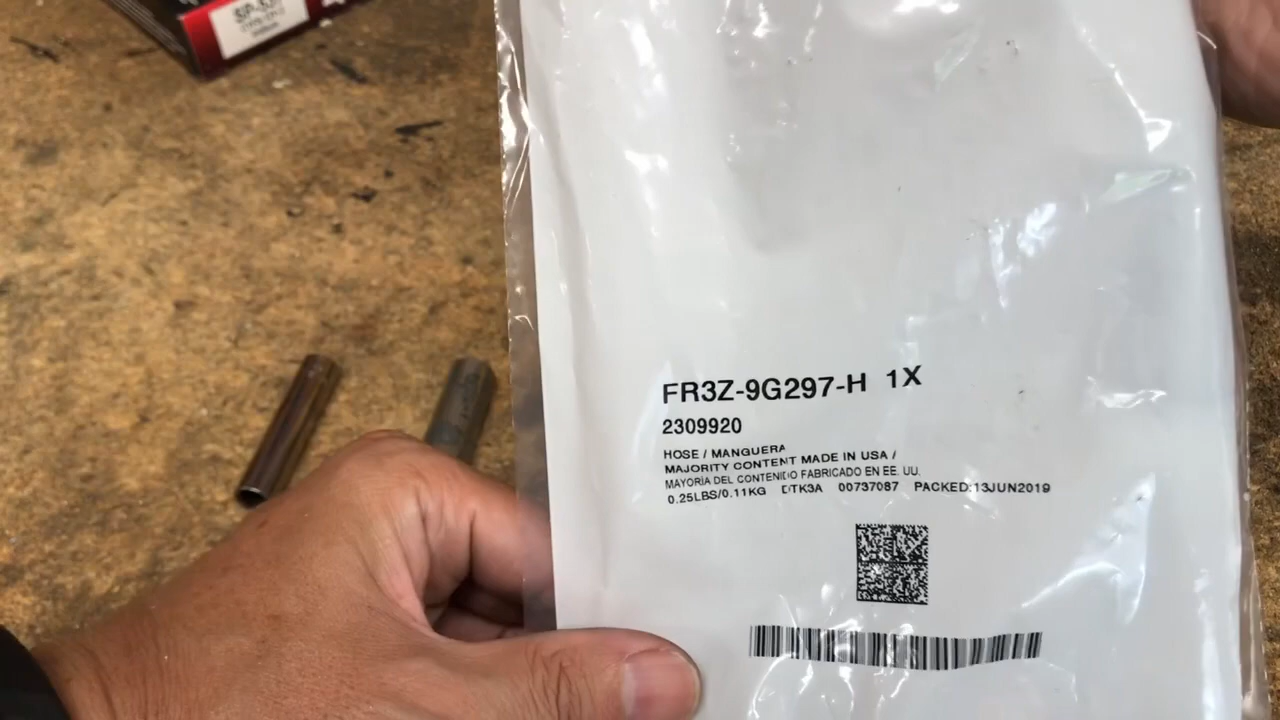 FR3Z-9G297-H 1X
2309920
HOSE / MANGUERA
MAJORITY CONTENT MADE IN USA /
MAYORÍA DEL CONTENIDO FABRICADO EN EE. UU.
0.25LBS/0.11KG DTK3A 00737087 PACKED:13JUN2019